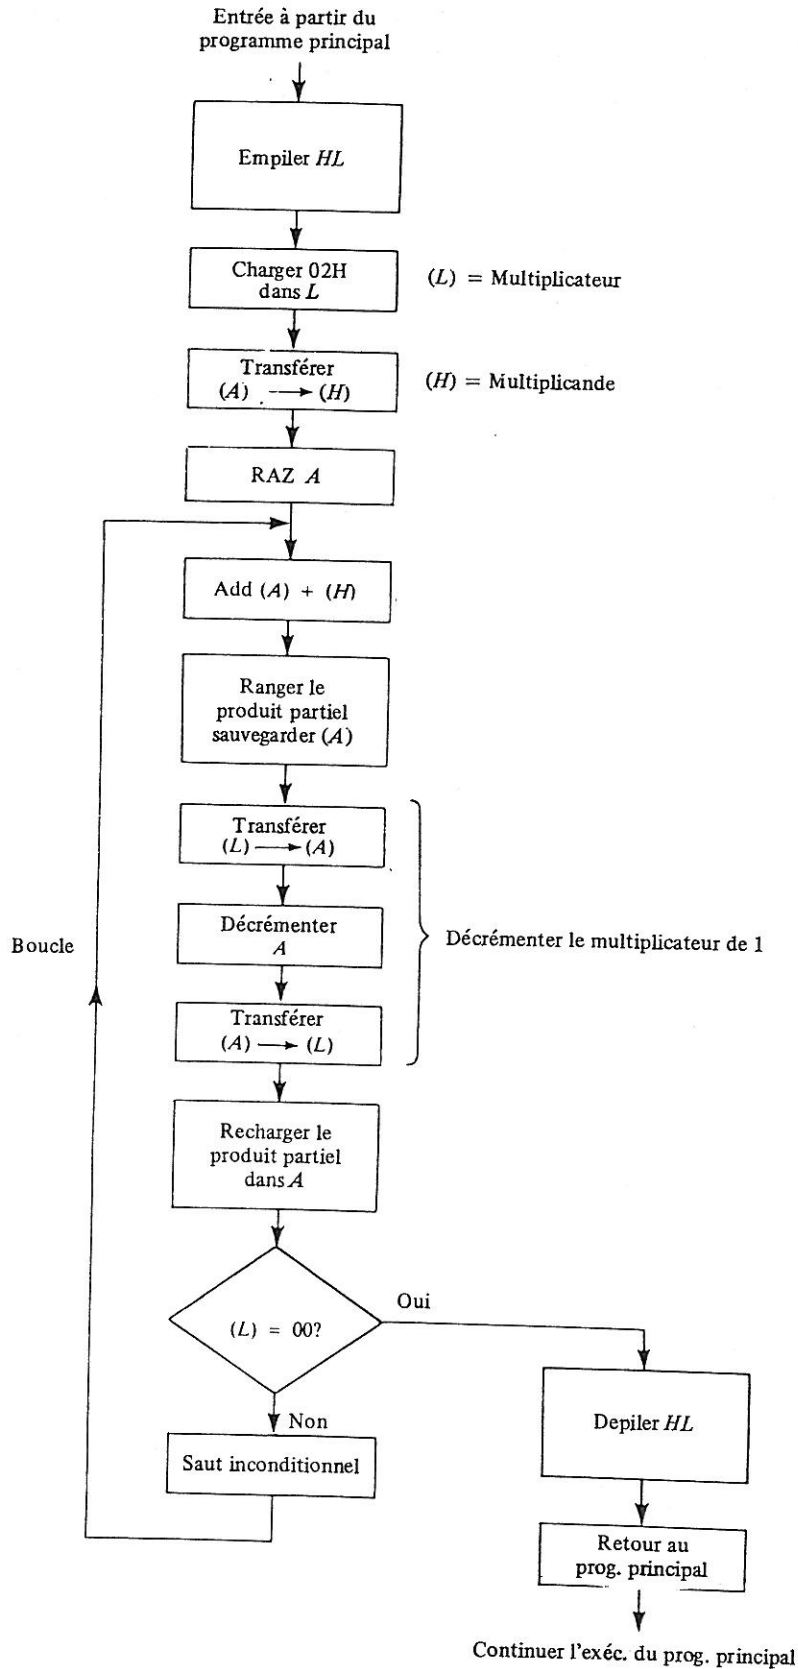 Entrée à partir du
programme principal
Empiler HL
Charger 02H
dans L
(L) = Multiplicateur
Transférer
(A) → (H)
(H) = Multiplicande
RAZ A
Add (A) + (H)
Ranger le
produit partiel
sauvegarder (A)
Transférer
(L) → (A)
Décrémenter
A
Boucle
Décrémenter le multiplicateur de 1
Transférer
(A) → (L)
Recharger le
produit partiel
dans A
(L) = 00?
Oui
Non
Saut inconditionnel
Depiler HL
Retour au
prog. principal
Continuer l'exéc. du prog. principal